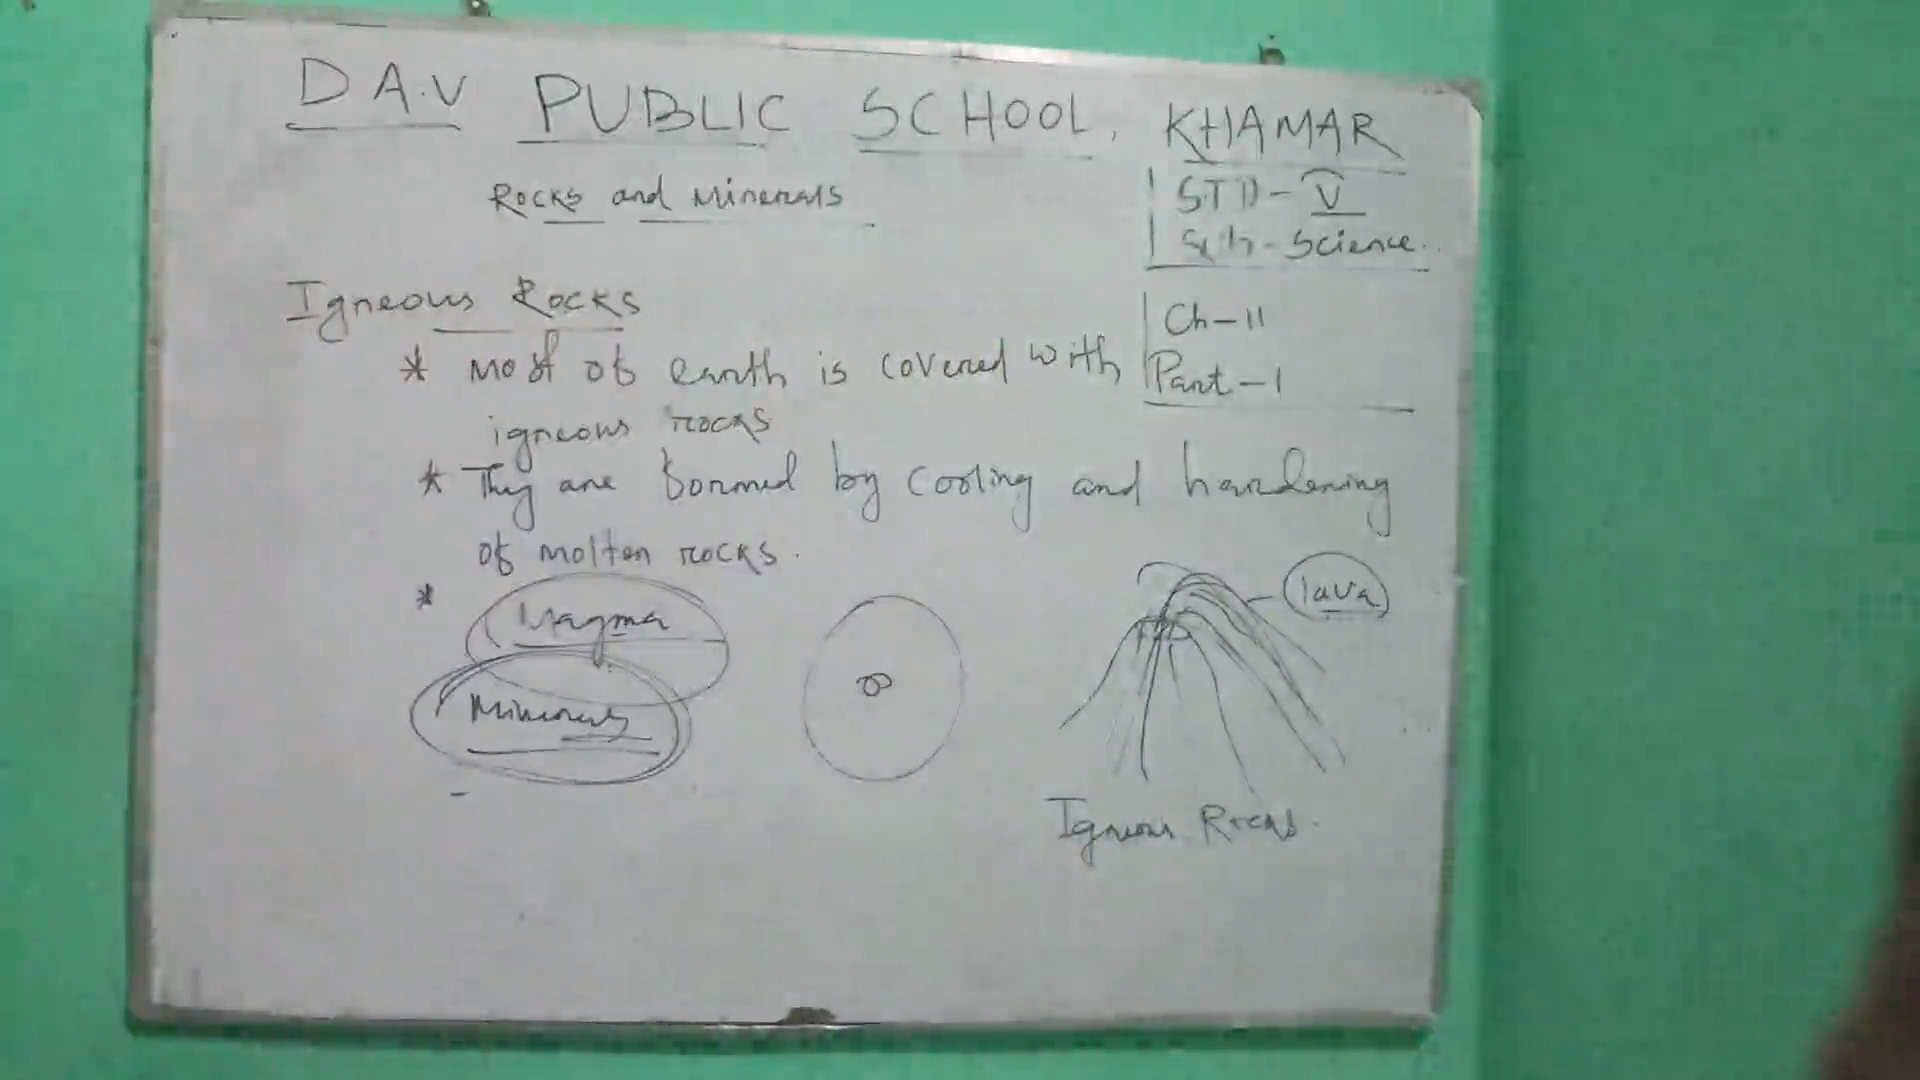 D A.V PUBLIC SCHOOL, KHAMAR
Rocks and Minerals
STD - V
Sub - Science.
Ch - 11
Part - 1
Igneous Rocks
* Most of earth is covered with
igneous rocks
* They are formed by cooling and hardening
of molten rocks.
*
Magma
Minerals
lava
Igneous Rocks.